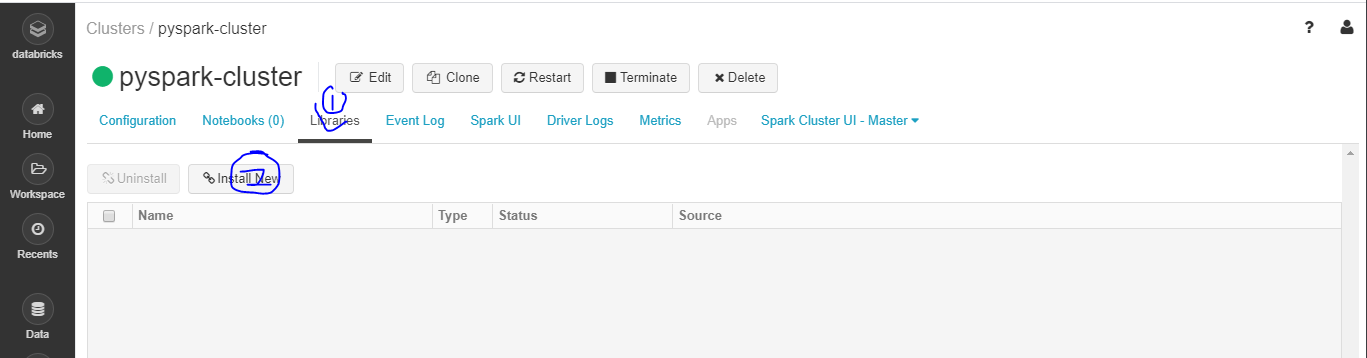 Clusters / pyspark-cluster
?
databricks
pyspark-cluster Edit Clone Restart Terminate Delete
1
Home
Configuration Notebooks (0) Libraries Event Log Spark UI Driver Logs Metrics Apps Spark Cluster UI - Master
Workspace
Uninstall Install New
Name Type Status Source
Recents
Data